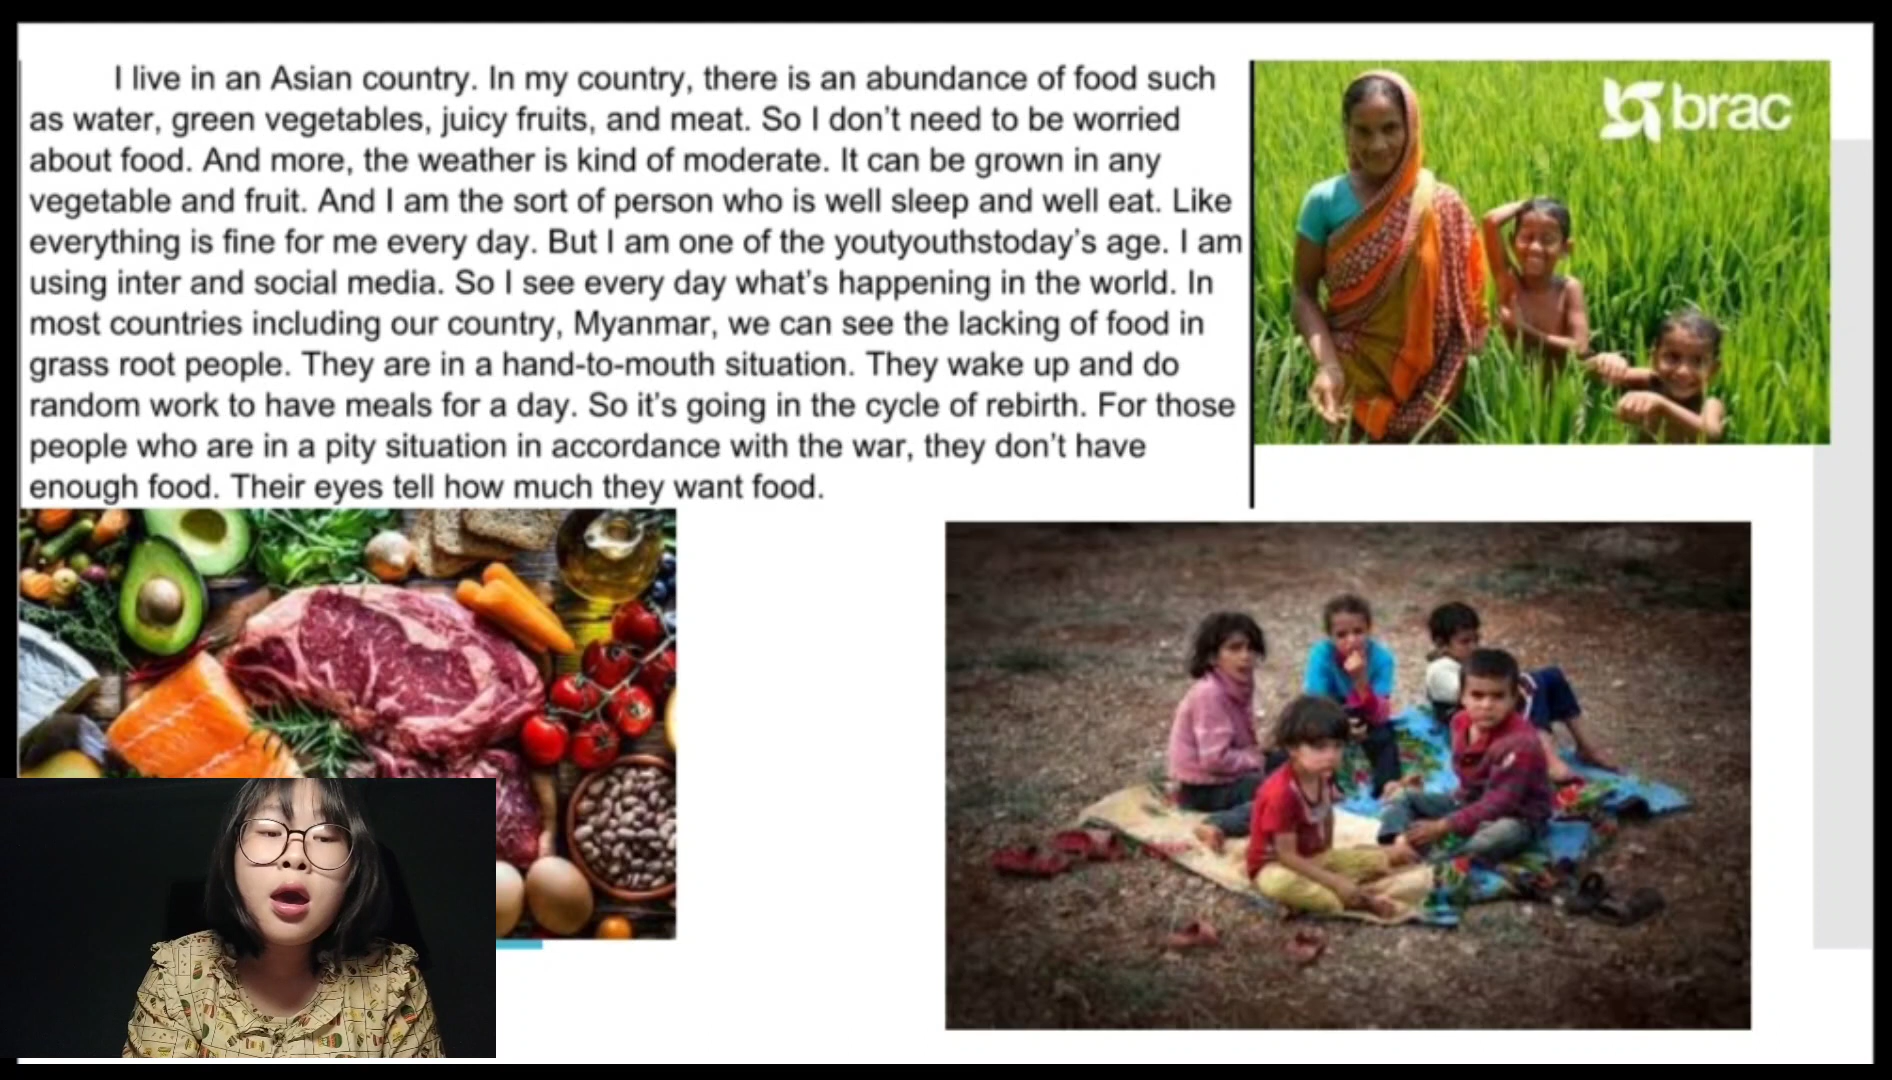 I live in an Asian country. In my country, there is an abundance of food such
as water, green vegetables, juicy fruits, and meat. So I don't need to be worried
about food. And more, the weather is kind of moderate. It can be grown in any
vegetable and fruit. And I am the sort of person who is well sleep and well eat. Like
everything is fine for me every day. But I am one of the youtyouthstoday's age. I am
using inter and social media. So I see every day what's happening in the world. In
most countries including our country, Myanmar, we can see the lacking of food in
grass root people. They are in a hand-to-mouth situation. They wake up and do
random work to have meals for a day. So it's going in the cycle of rebirth. For those
people who are in a pity situation in accordance with the war, they don't have
enough food. Their eyes tell how much they want food.
brac